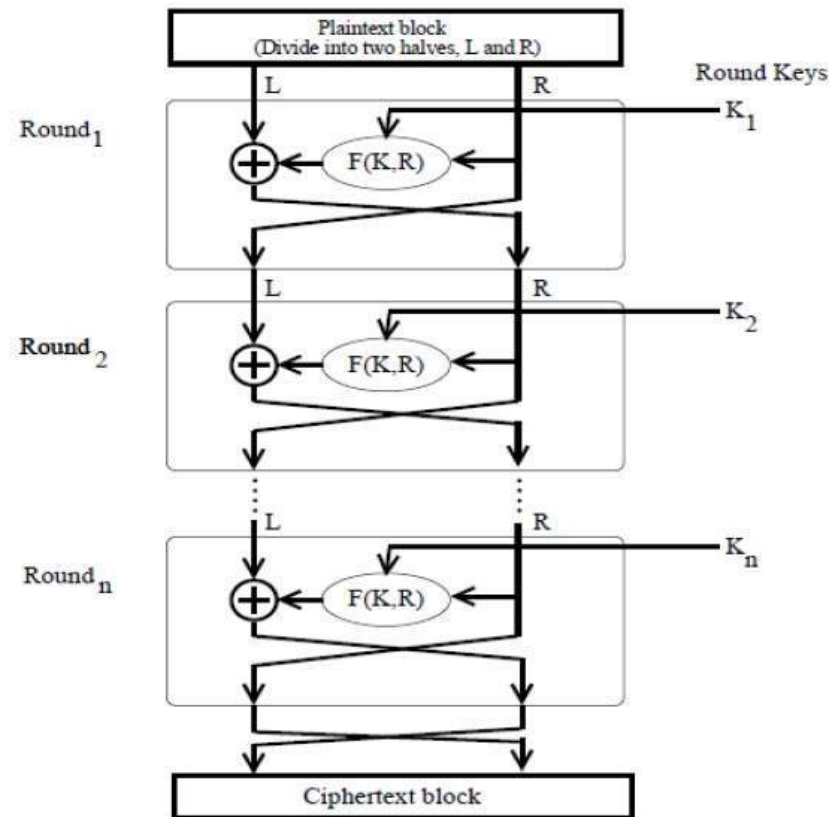 Plaintext block
(Divide into two halves, L and R)
Round Keys
L
R
K1
Round1
F(K,R)
L
R
K2
Round2
F(K,R)
L
R
Kn
Roundn
F(K,R)
Ciphertext block